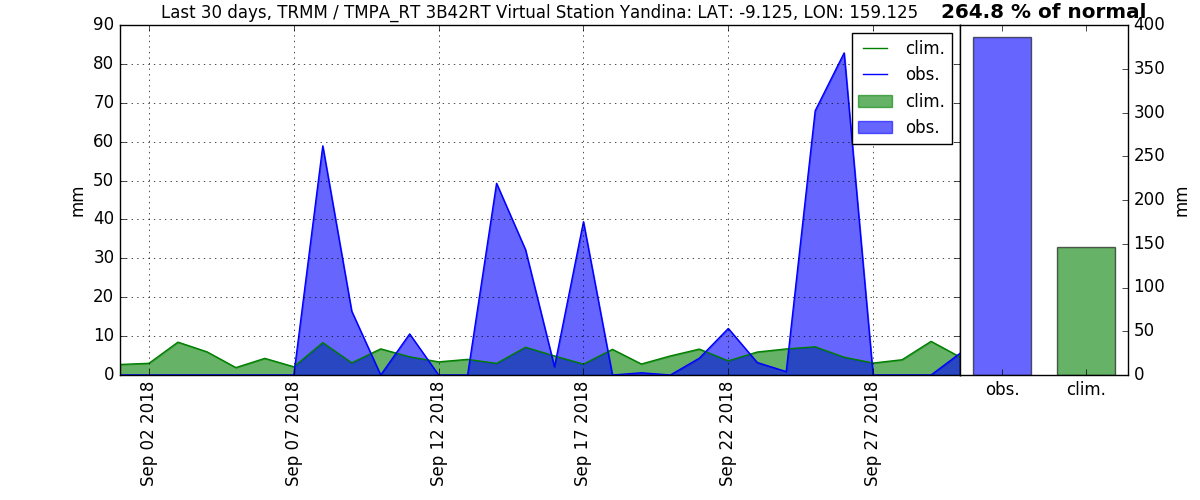 Last 30 days, TRMM / TMPA_RT 3B42RT Virtual Station Yandina: LAT: -9.125, LON: 159.125
264.8 % of normal
90
80
70
60
50
40
30
20
10
0
mm
clim.
obs.
clim.
obs.
Sep 02 2018
Sep 07 2018
Sep 12 2018
Sep 17 2018
Sep 22 2018
Sep 27 2018
400
350
300
250
200
150
100
50
0
mm
obs.
clim.